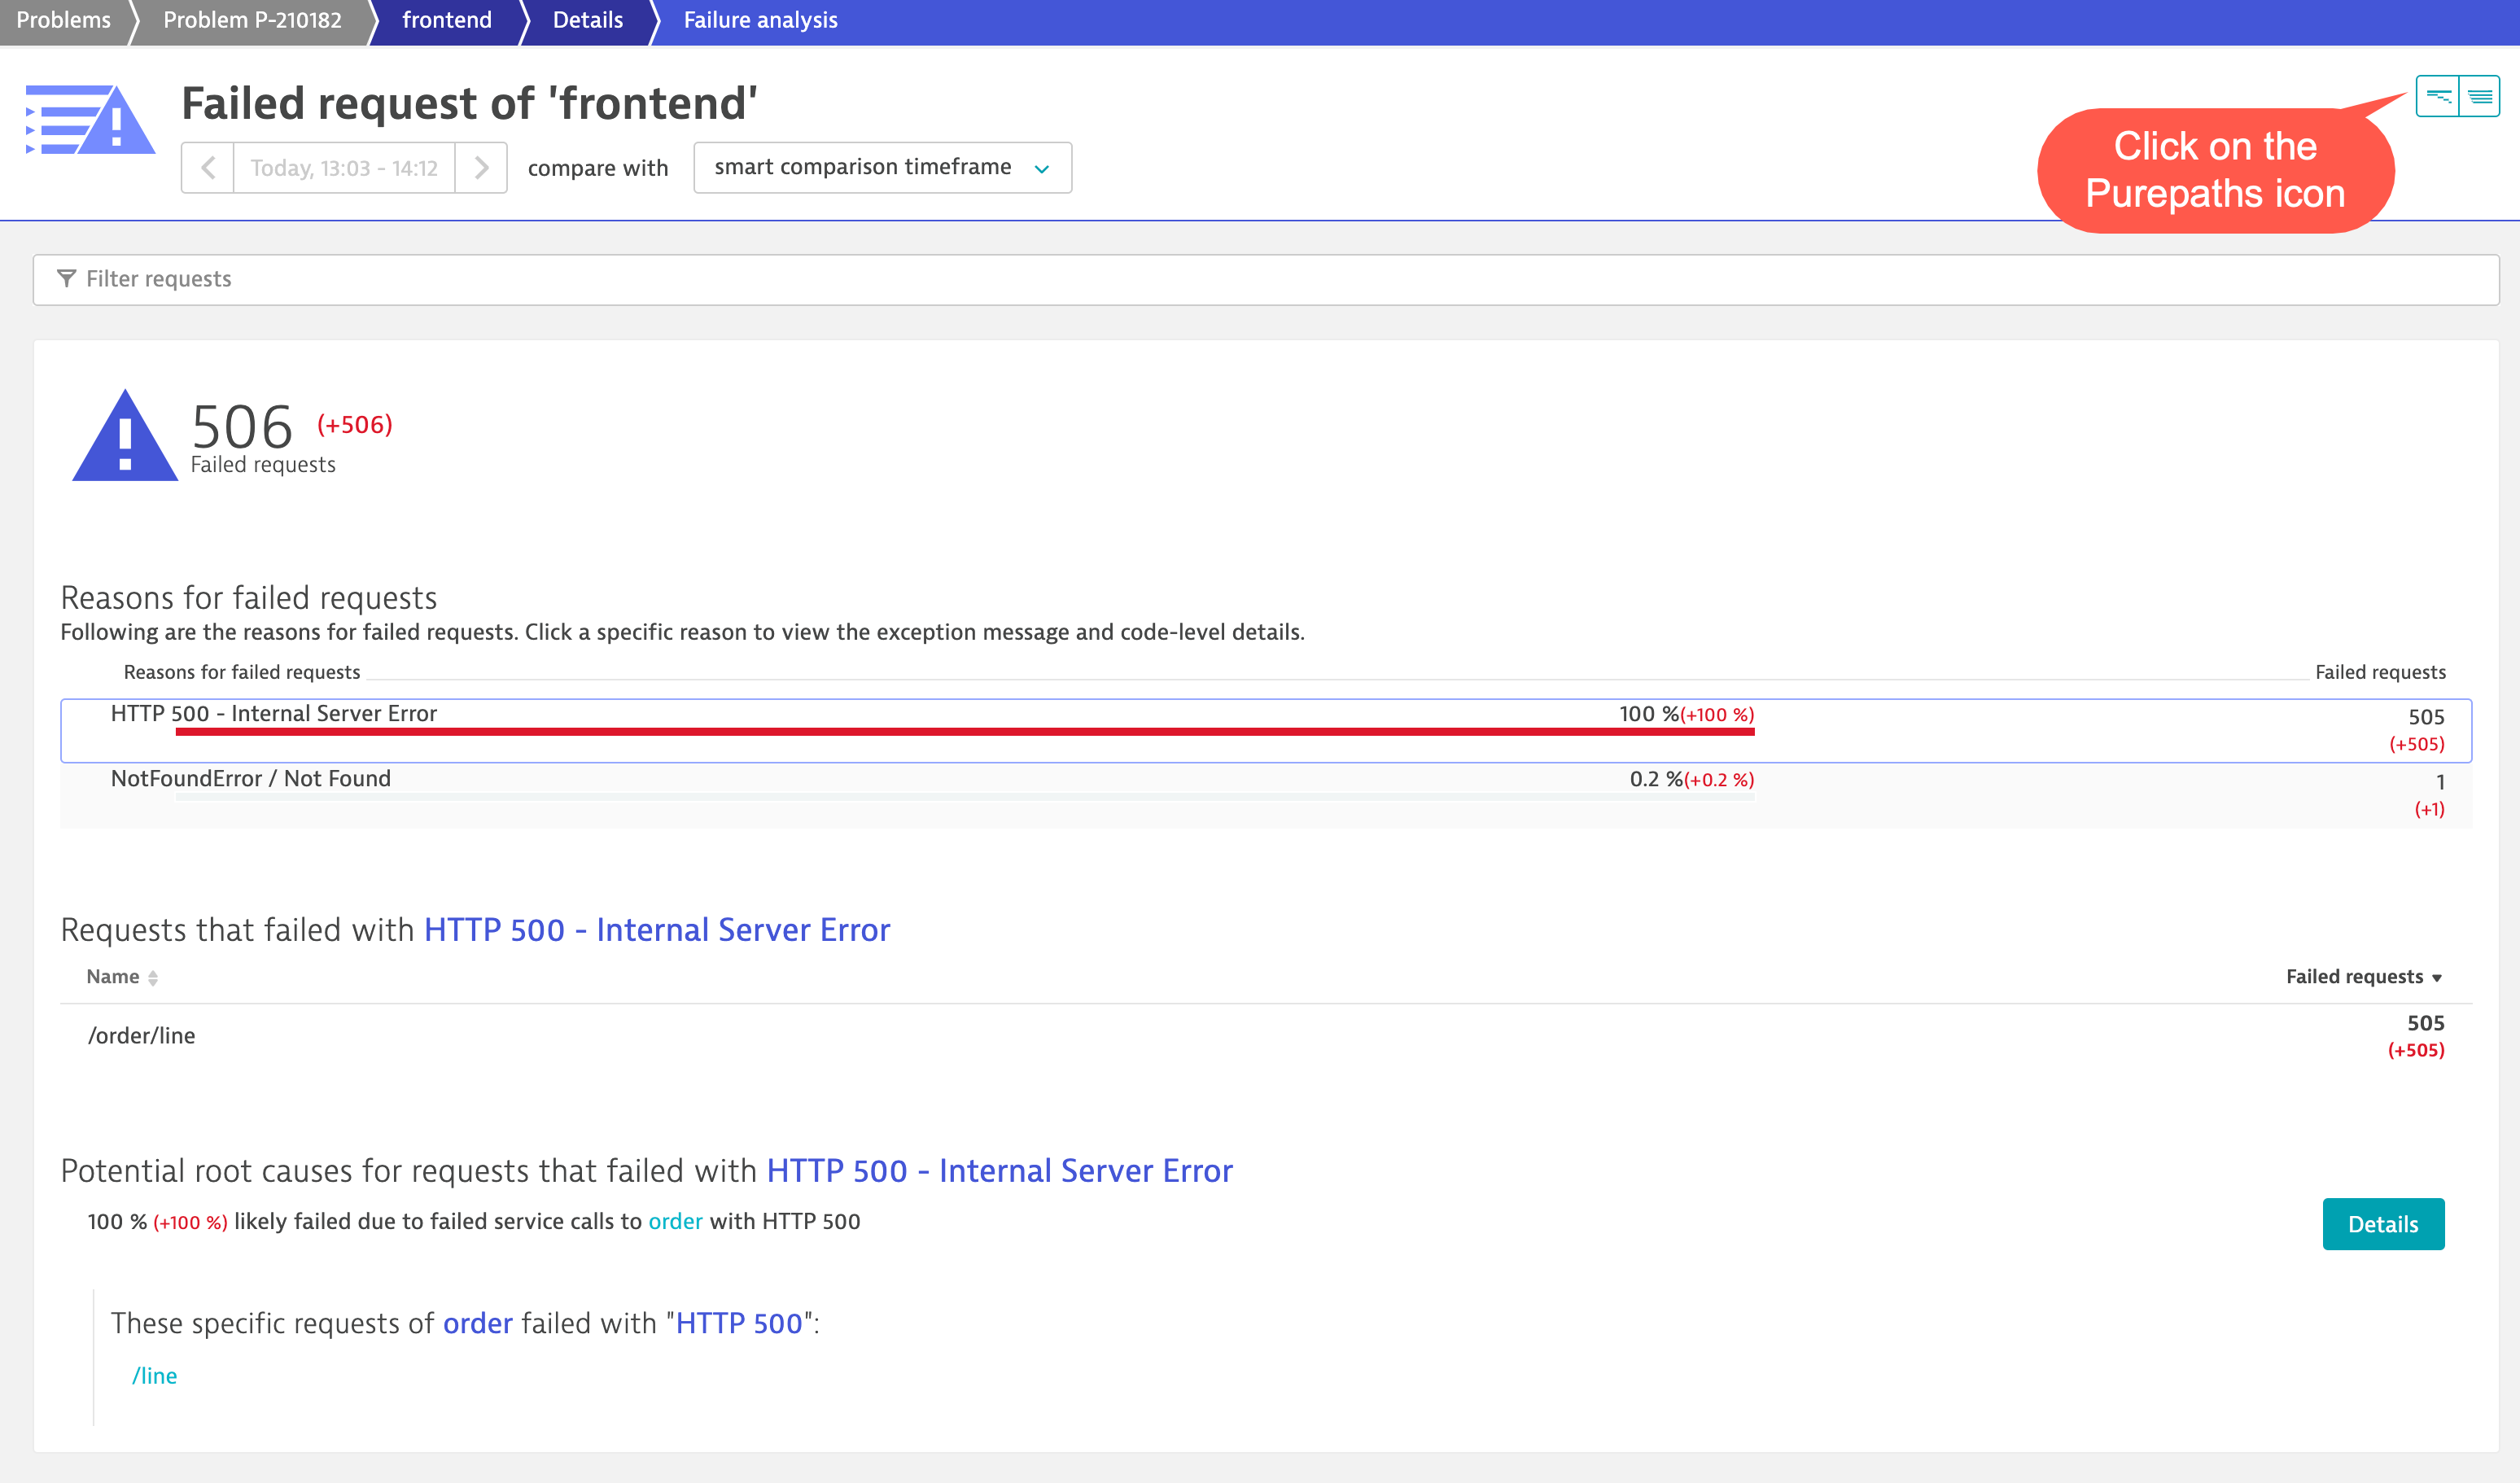 Problems
Problem P-210182
frontend
Details
Failure analysis
Failed request of 'frontend'
Today, 13:03 - 14:12
compare with
smart comparison timeframe
Click on the
Purepaths icon
Filter requests
506 (+506)
Failed requests
Reasons for failed requests
Following are the reasons for failed requests. Click a specific reason to view the exception message and code-level details.
Reasons for failed requests
Failed requests
HTTP 500 - Internal Server Error
100 %(+100 %)
505
(+505)
NotFoundError / Not Found
0.2 %(+0.2 %)
1
(+1)
Requests that failed with HTTP 500 - Internal Server Error
Name
Failed requests
/order/line
505
(+505)
Potential root causes for requests that failed with HTTP 500 - Internal Server Error
100 % (+100 %) likely failed due to failed service calls to order with HTTP 500
Details
These specific requests of order failed with "HTTP 500":
/line